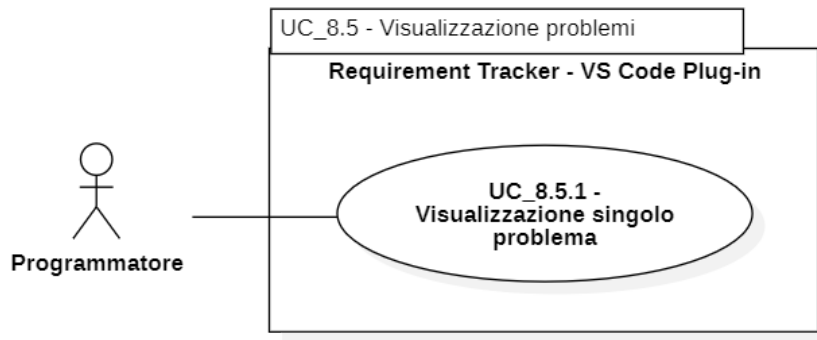 UC_8.5 - Visualizzazione problemi
Requirement Tracker - VS Code Plug-in
UC_8.5.1 -
Visualizzazione singolo
problema
Programmatore